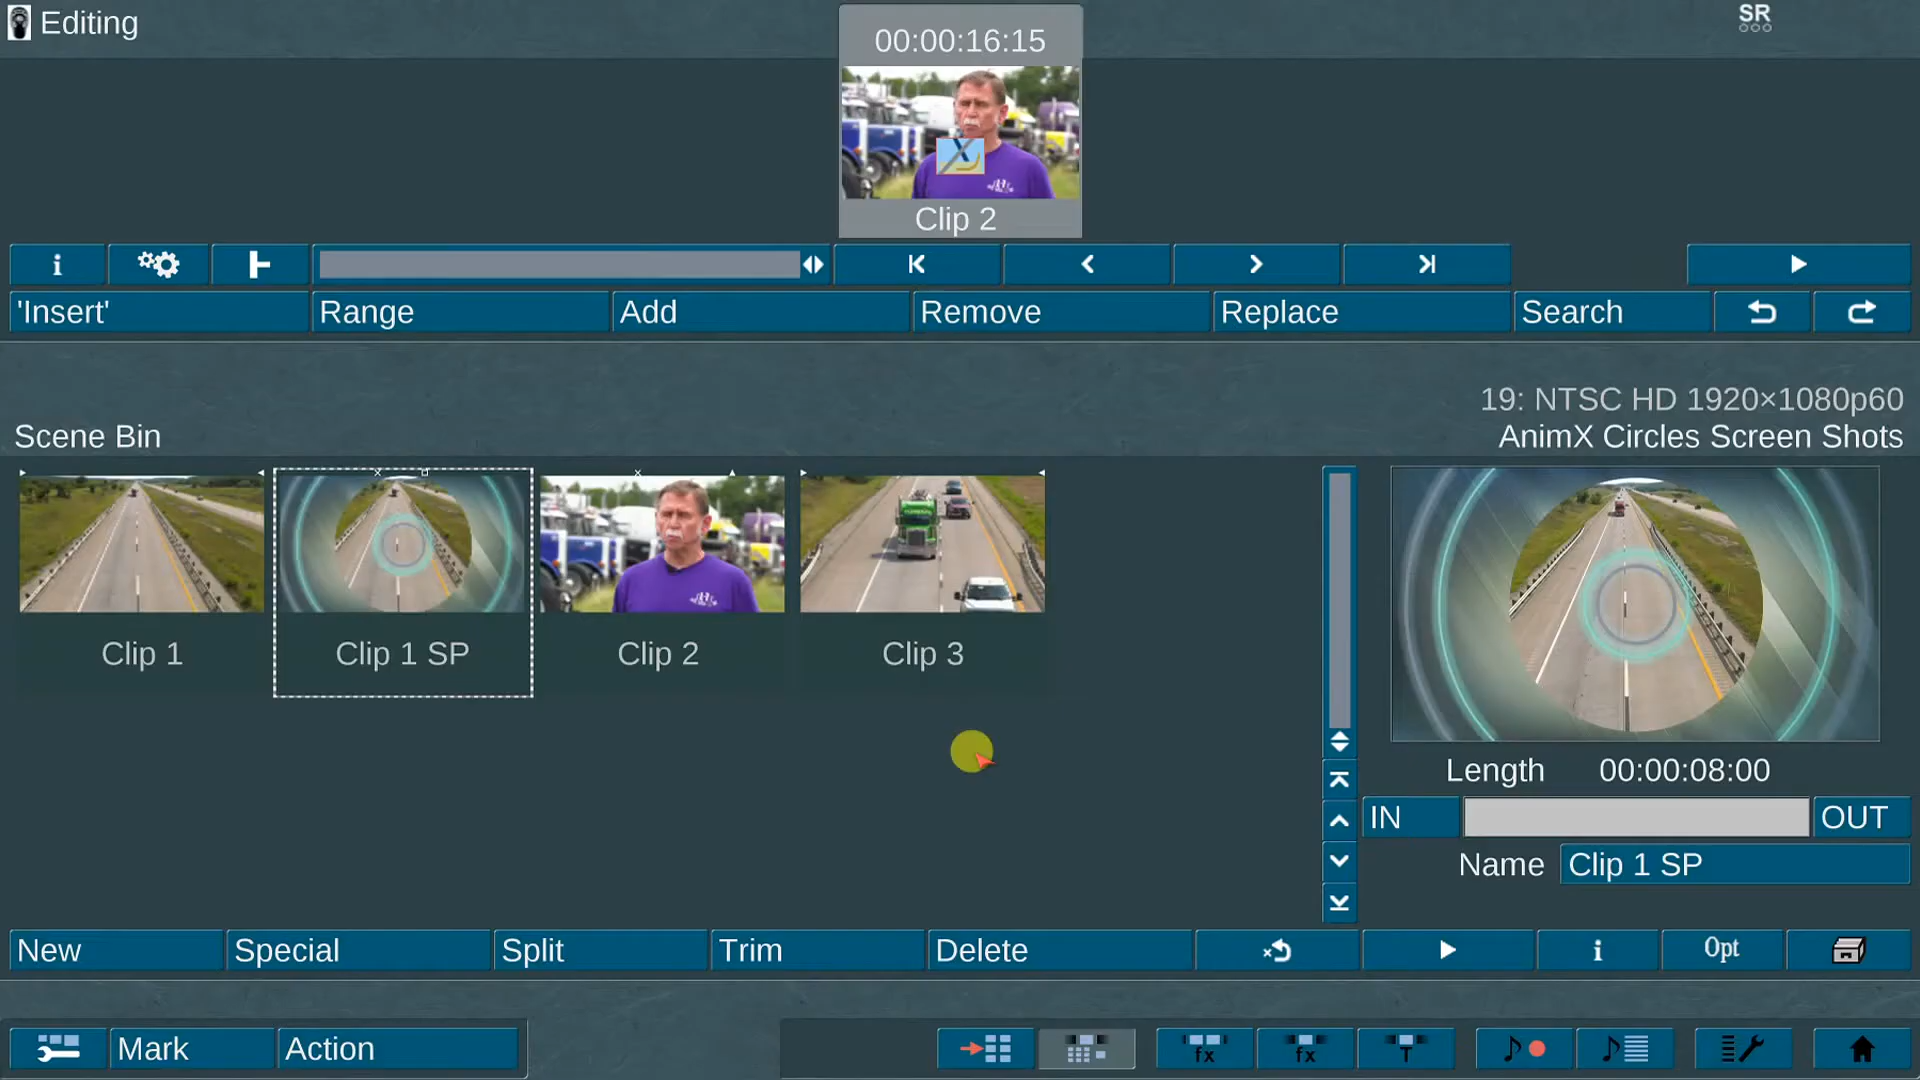 Editing
SR
00:00:16:15
Clip 2
i
'Insert'
Range
Add
Remove
Replace
Search
19: NTSC HD 1920×1080p60
Scene Bin
AnimX Circles Screen Shots
Clip 1
Clip 1 SP
Clip 2
Clip 3
Length 00:00:08:00
IN
OUT
Name Clip 1 SP
New
Special
Split
Trim
Delete
i
Opt
Mark
Action
fx
fx
T